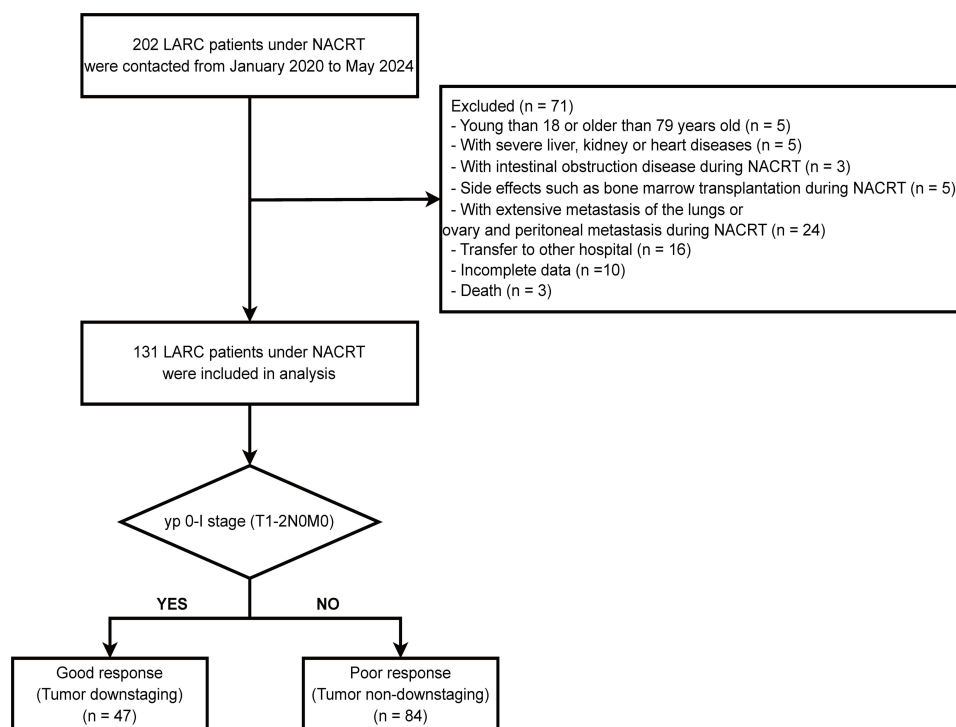 202 LARC patients under NACRT
were contacted from January 2020 to May 2024
Excluded (n = 71)
- Young than 18 or older than 79 years old (n = 5)
- With severe liver, kidney or heart diseases (n = 5)
- With intestinal obstruction disease during NACRT (n = 3)
- Side effects such as bone marrow transplantation during NACRT (n = 5)
- With extensive metastasis of the lungs or
ovary and peritoneal metastasis during NACRT (n = 24)
- Transfer to other hospital (n = 16)
- Incomplete data (n =10)
- Death (n = 3)
131 LARC patients under NACRT
were included in analysis
yp 0-I stage (T1-2N0M0)
YES
NO
Good response
(Tumor downstaging)
(n = 47)
Poor response
(Tumor non-downstaging)
(n = 84)